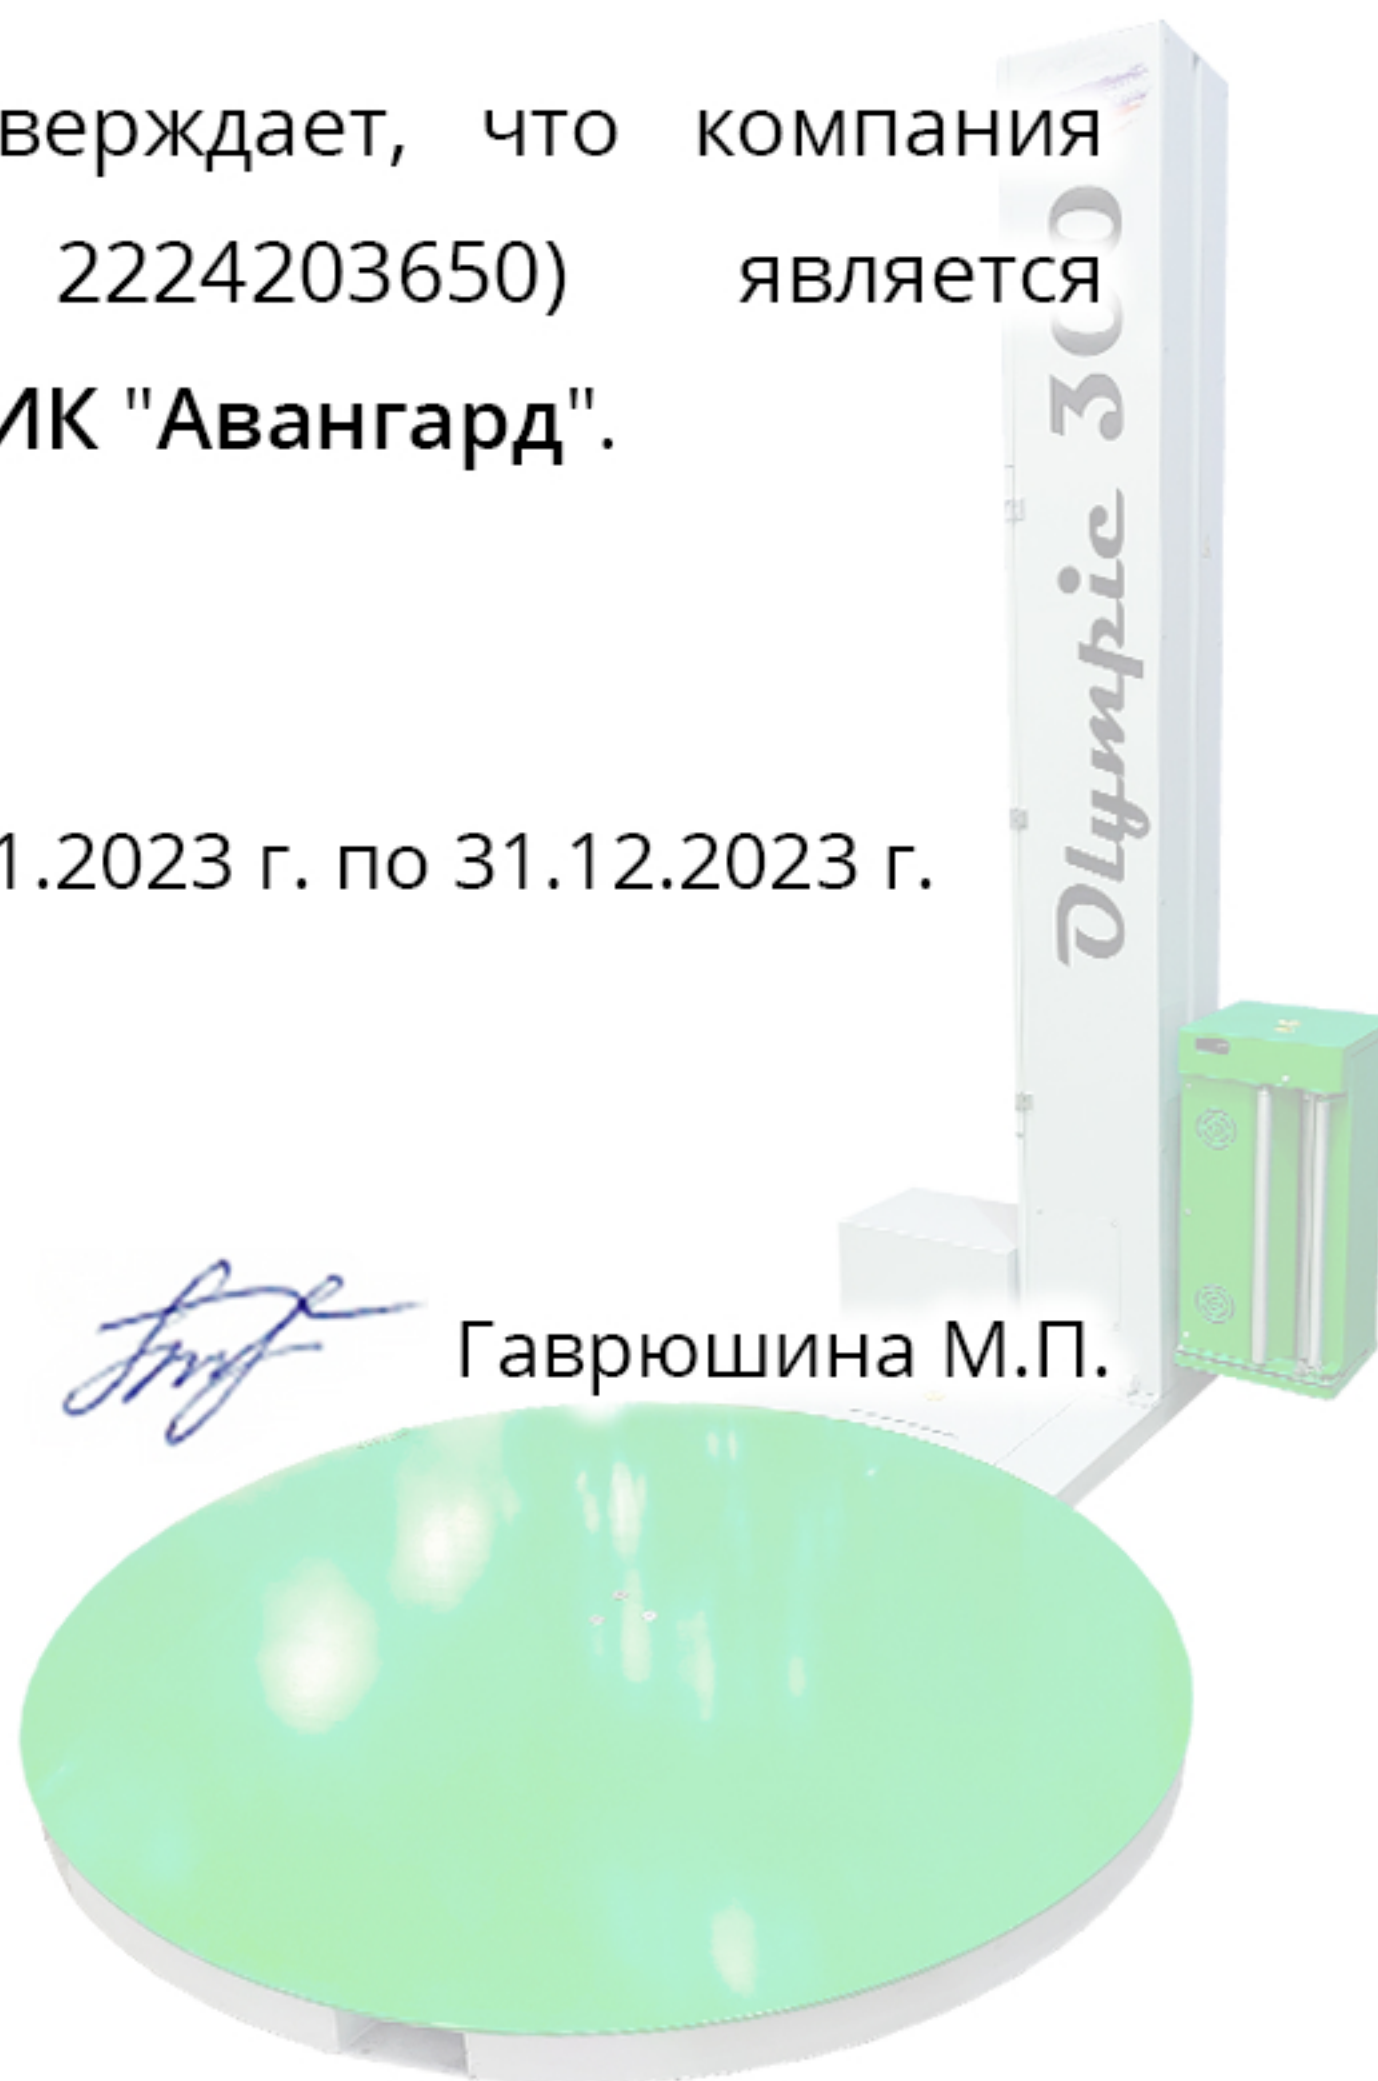 верждает, что компания
2224203650) является
ИК "Авангард".
1.2023 г. по 31.12.2023 г.
Гаврюшина М.П.
Olympic 300